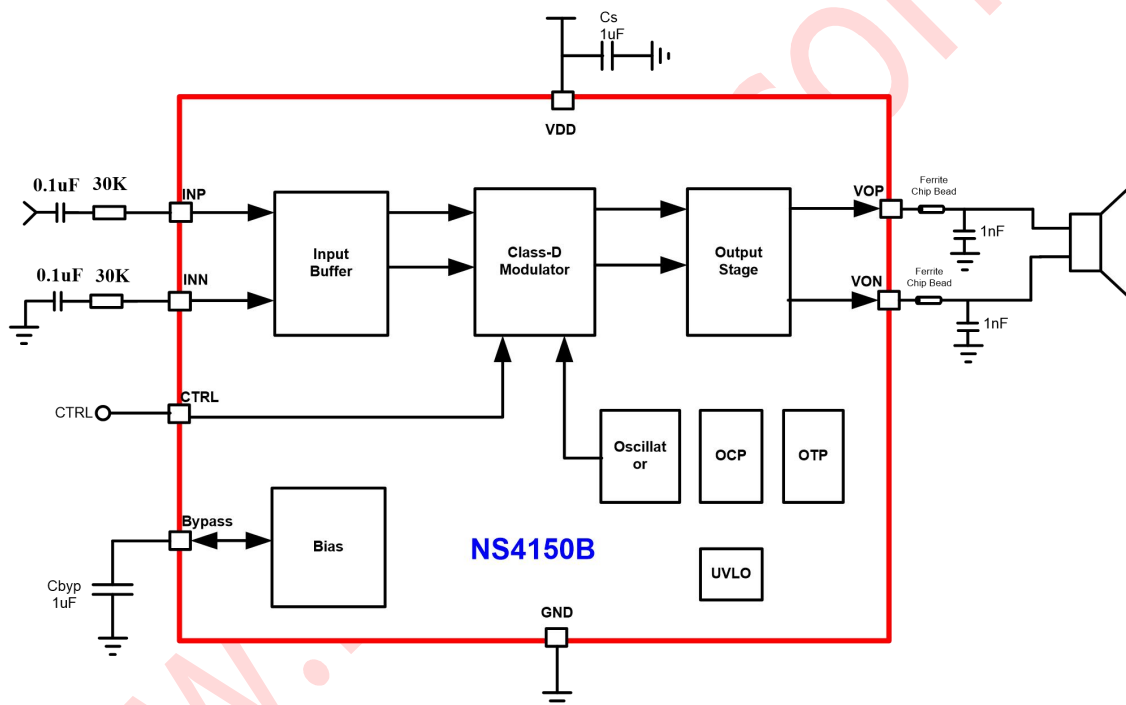 Cs
1uF
VDD
0.1uF 30K
INP
VOP
Ferrite
Chip Bead
1nF
Input
Buffer
Class-D
Modulator
Output
Stage
0.1uF 30K
INN
VON
Ferrite
Chip Bead
1nF
CTRL
CTRL
Oscillat
or
OCP
OTP
Bypass
Bias
NS4150B
UVLO
Cbyp
1uF
GND